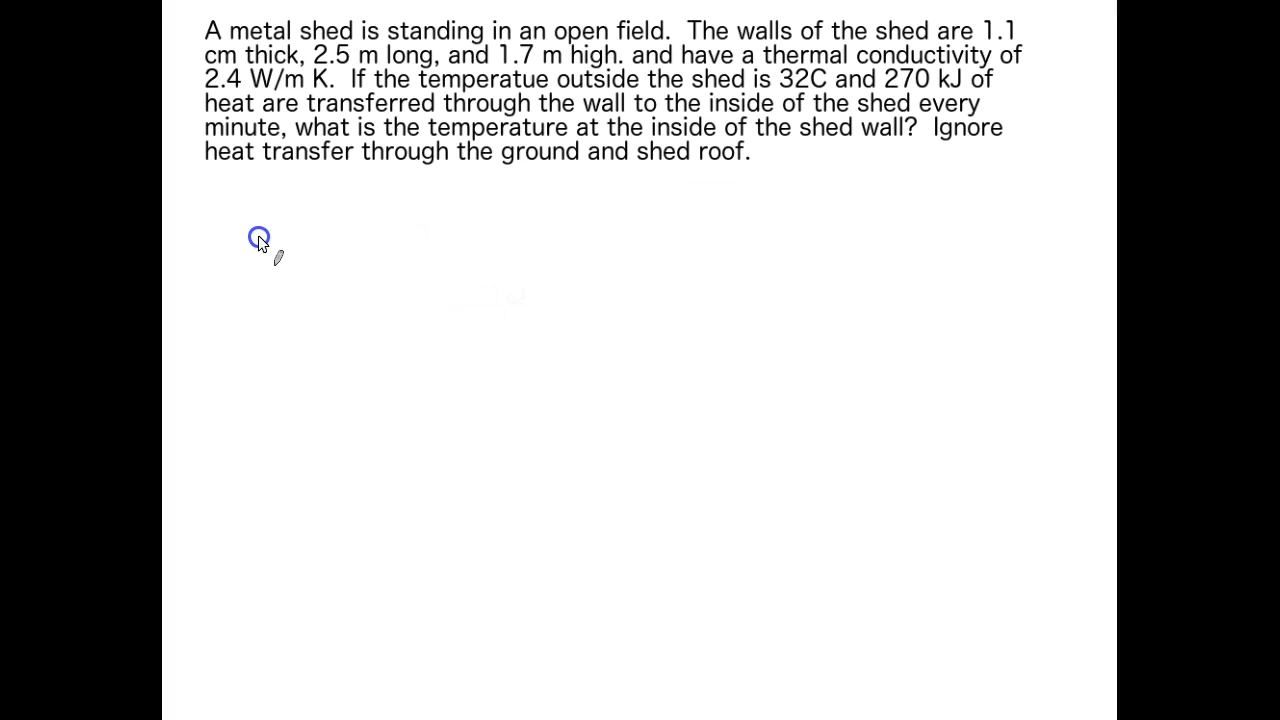 A metal shed is standing in an open field.  The walls of the shed are 1.1
cm thick, 2.5 m long, and 1.7 m high. and have a thermal conductivity of
2.4 W/m K.  If the temperatue outside the shed is 32C and 270 kJ of
heat are transferred through the wall to the inside of the shed every
minute, what is the temperature at the inside of the shed wall?  Ignore
heat transfer through the ground and shed roof.